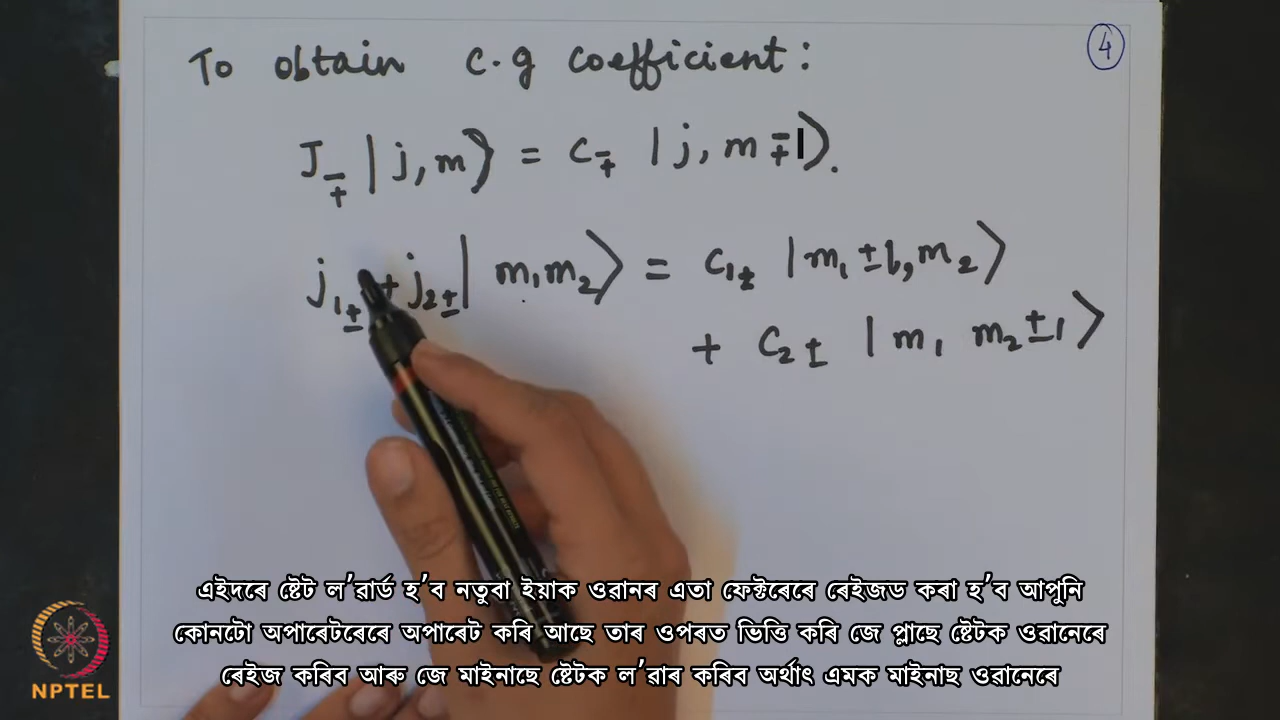 To obtain c.g coefficient :
④
J∓ | j, m ⟩ = C∓ | j, m ∓1⟩.
j1± + j2± | m1 m2 ⟩ = C1± | m1 ±1, m2 ⟩
+ C2± | m1 m2 ±1 ⟩
এইদৰে ষ্টেট ল'ৱাৰ্ড হ'ব নতুবা ইয়াক ওৱানৰ এতা ফেক্টৰেৰে ৰেইজড কৰা হ'ব আপুনি
কোনটো অপাৰেটৰেৰে অপাৰেট কৰি আছে তাৰ ওপৰত ভিত্তি কৰি জে প্লাছে ষ্টেটক ওৱানেৰে
ৰেইজ কৰিব আৰু জে মাইনাছে ষ্টেটক ল'ৱাৰ কৰিব অৰ্থাৎ এমক মাইনাছ ওৱানেৰে
NPTEL